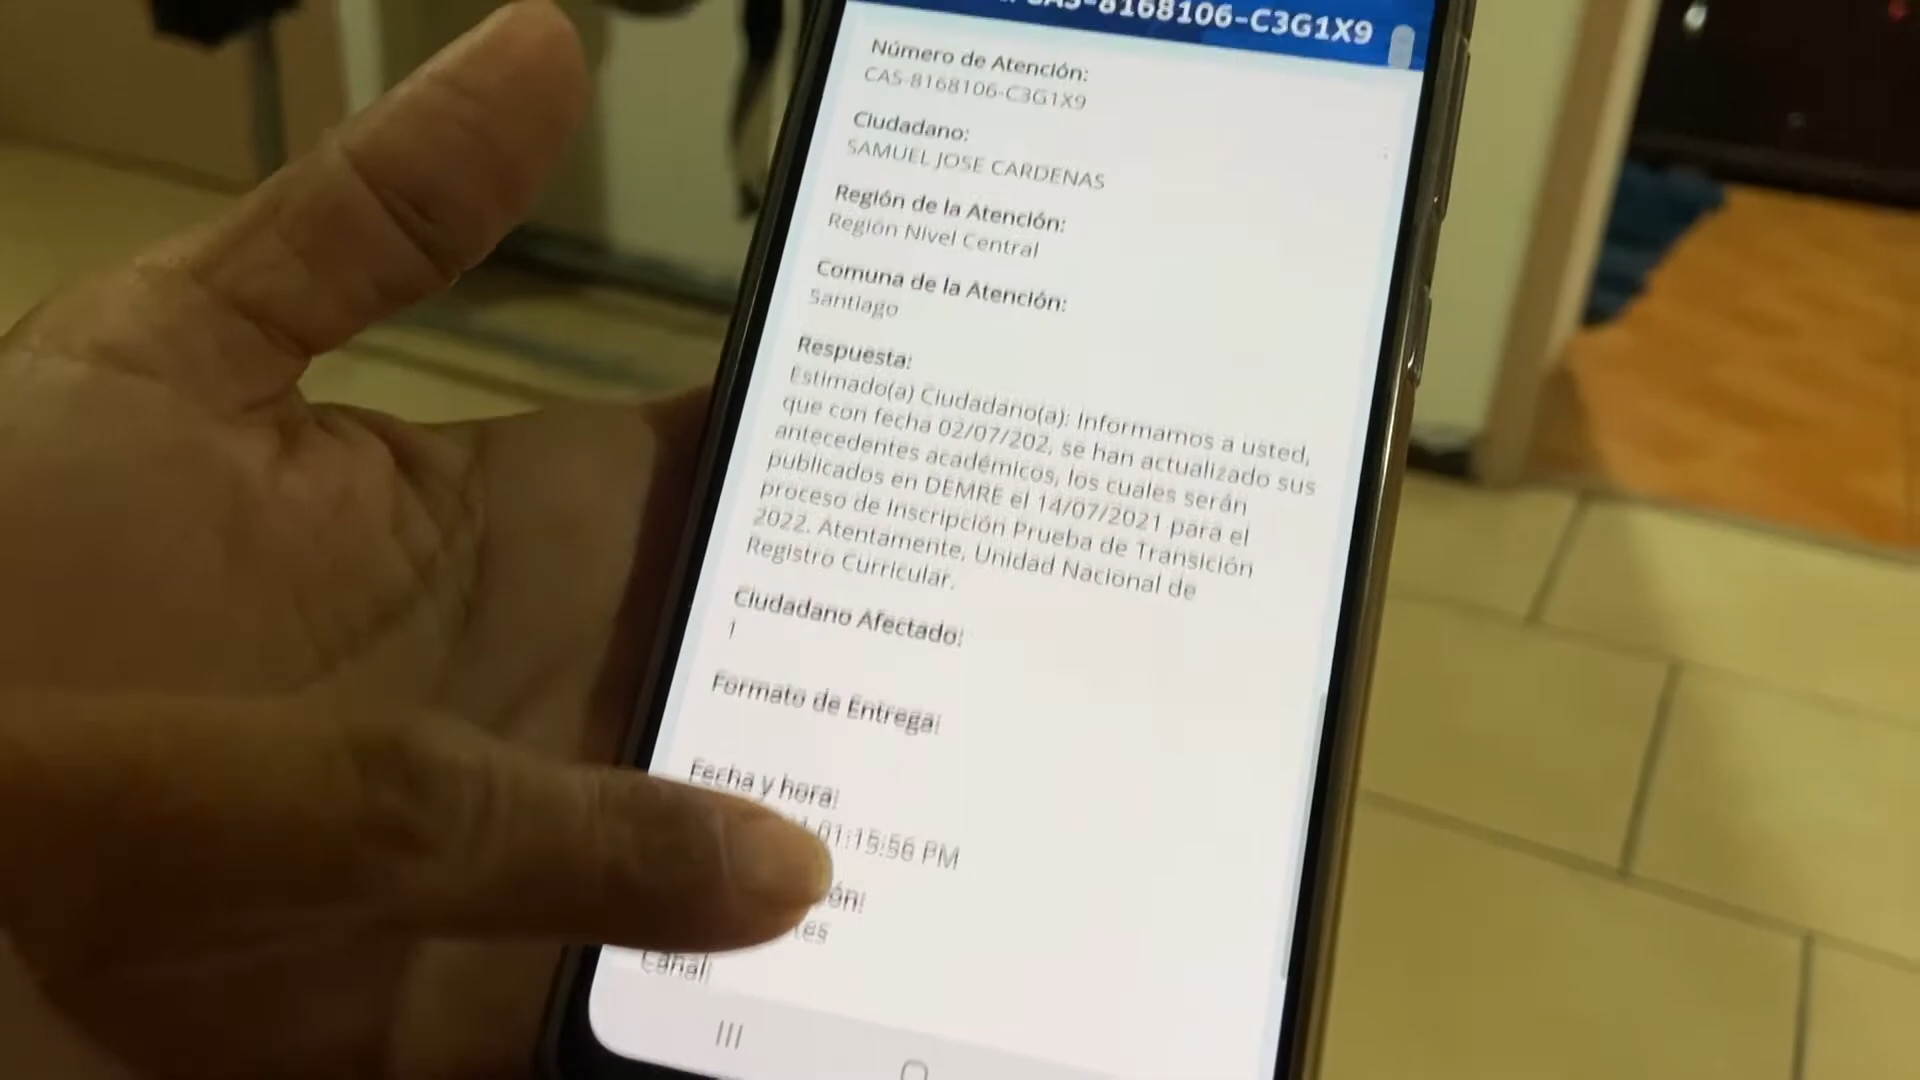 CAS-8168106-C3G1X9
Número de Atención:
CAS-8168106-C3G1X9
Ciudadano:
SAMUEL JOSE CARDENAS
Región de la Atención:
Región Nivel Central
Comuna de la Atención:
Santiago
Respuesta:
Estimado(a) Ciudadano(a): Informamos a usted,
que con fecha 02/07/202, se han actualizado sus
antecedentes académicos, los cuales serán
publicados en DEMRE el 14/07/2021 para el
proceso de Inscripción Prueba de Transición
2022. Atentamente, Unidad Nacional de
Registro Curricular.
Ciudadano Afectado:
1
Formato de Entrega:
Fecha y hora:
01:15:56 PM
Canal: